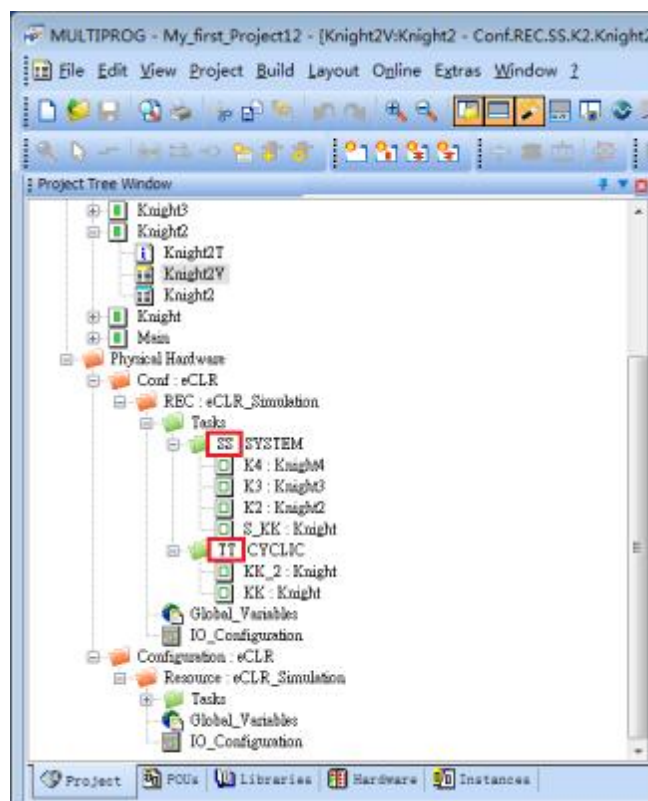 MULTIPROG - My_first_Project12 - [Knight2V:Knight2 - Conf.REC.SS.K2.Knight2
File Edit View Project Build Layout Online Extras Window ?
Project Tree Window
Knight3
Knight2
Knight2T
Knight2V
Knight2
Knight
Main
Physical Hardware
Conf : eCLR
REC : eCLR_Simulation
Tasks
SS SYSTEM
K4 : Knight4
K3 : Knight3
K2 : Knight2
S_KK : Knight
TT CYCLIC
KK_2 : Knight
KK : Knight
Global_Variables
IO_Configuration
Configuration : eCLR
Resource : eCLR_Simulation
Tasks
Global_Variables
IO_Configuration
Project POUs Libraries Hardware Instances